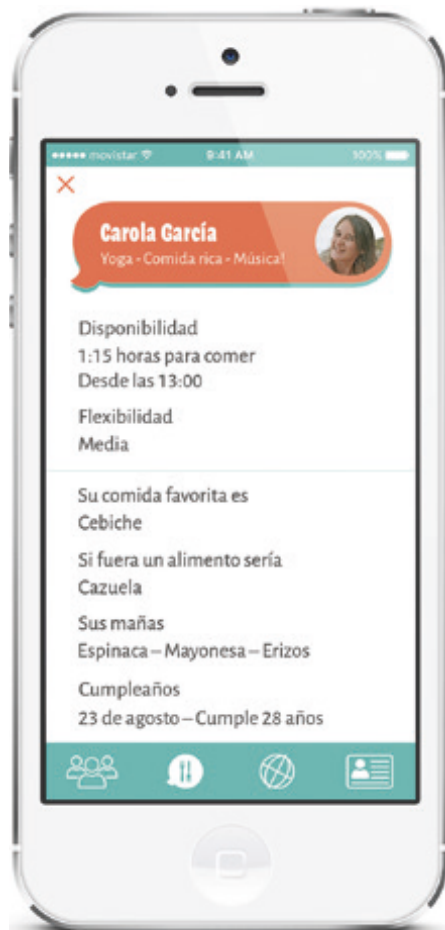 movistar 9:41 AM 100%
Carola García
Yoga - Comida rica - Música!
Disponibilidad
1:15 horas para comer
Desde las 13:00
Flexibilidad
Media
Su comida favorita es
Cebiche
Si fuera un alimento sería
Cazuela
Sus mañas
Espinaca – Mayonesa – Erizos
Cumpleaños
23 de agosto – Cumple 28 años